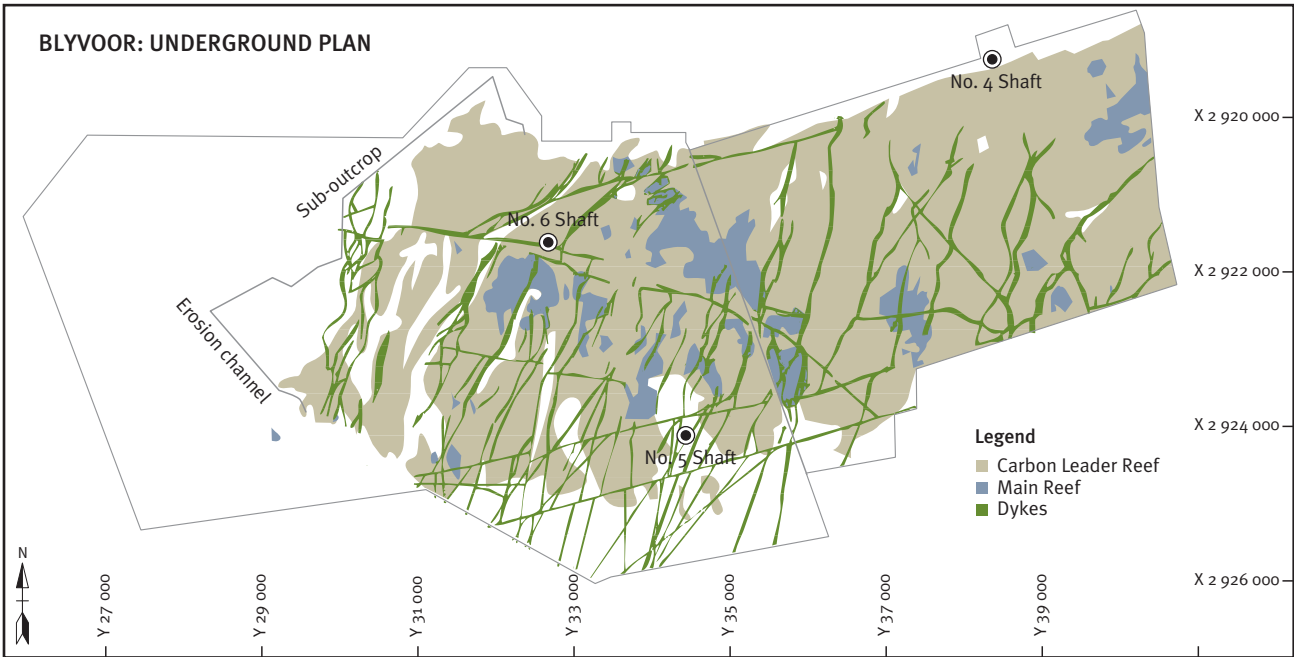 BLYVOOR: UNDERGROUND PLAN
No. 4 Shaft
X 2 920 000
Sub-outcrop
No. 6 Shaft
X 2 922 000
Erosion channel
X 2 924 000
No. 5 Shaft
Legend
Carbon Leader Reef
Main Reef
Dykes
N
X 2 926 000
Y 27 000
Y 29 000
Y 31 000
Y 33 000
Y 35 000
Y 37 000
Y 39 000